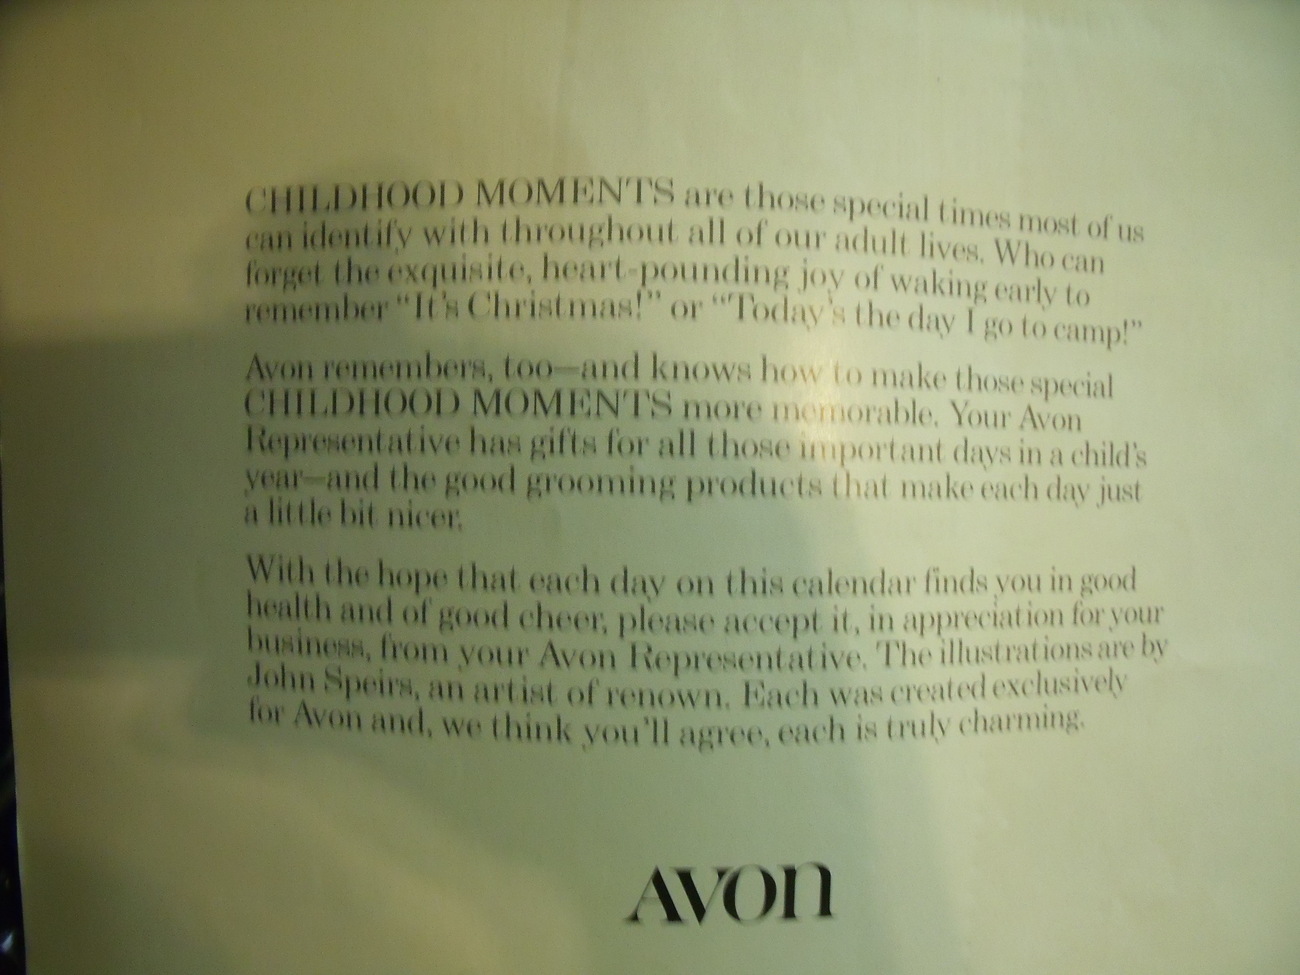 CHILDHOOD MOMENTS are those special times most of us
can identify with throughout all of our adult lives. Who can
forget the exquisite, heart-pounding joy of waking early to
remember “It’s Christmas!” or “Today’s the day I go to camp!”
Avon remembers, too—and knows how to make those special
CHILDHOOD MOMENTS more memorable. Your Avon
Representative has gifts for all those important days in a child’s
year—and the good grooming products that make each day just
a little bit nicer.
With the hope that each day on this calendar finds you in good
health and of good cheer, please accept it, in appreciation for your
business, from your Avon Representative. The illustrations are by
John Speirs, an artist of renown. Each was created exclusively
for Avon and, we think you’ll agree, each is truly charming.
AVON